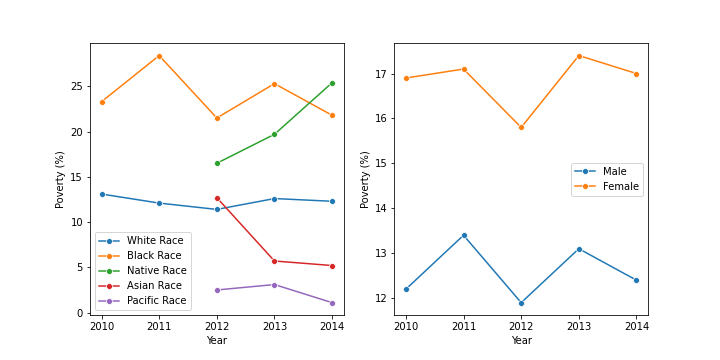 25
20
15
10
5
0
Poverty (%)
White Race
Black Race
Native Race
Asian Race
Pacific Race
2010 2011 2012 2013 2014
Year
17
16
15
14
13
12
Poverty (%)
Male
Female
2010 2011 2012 2013 2014
Year